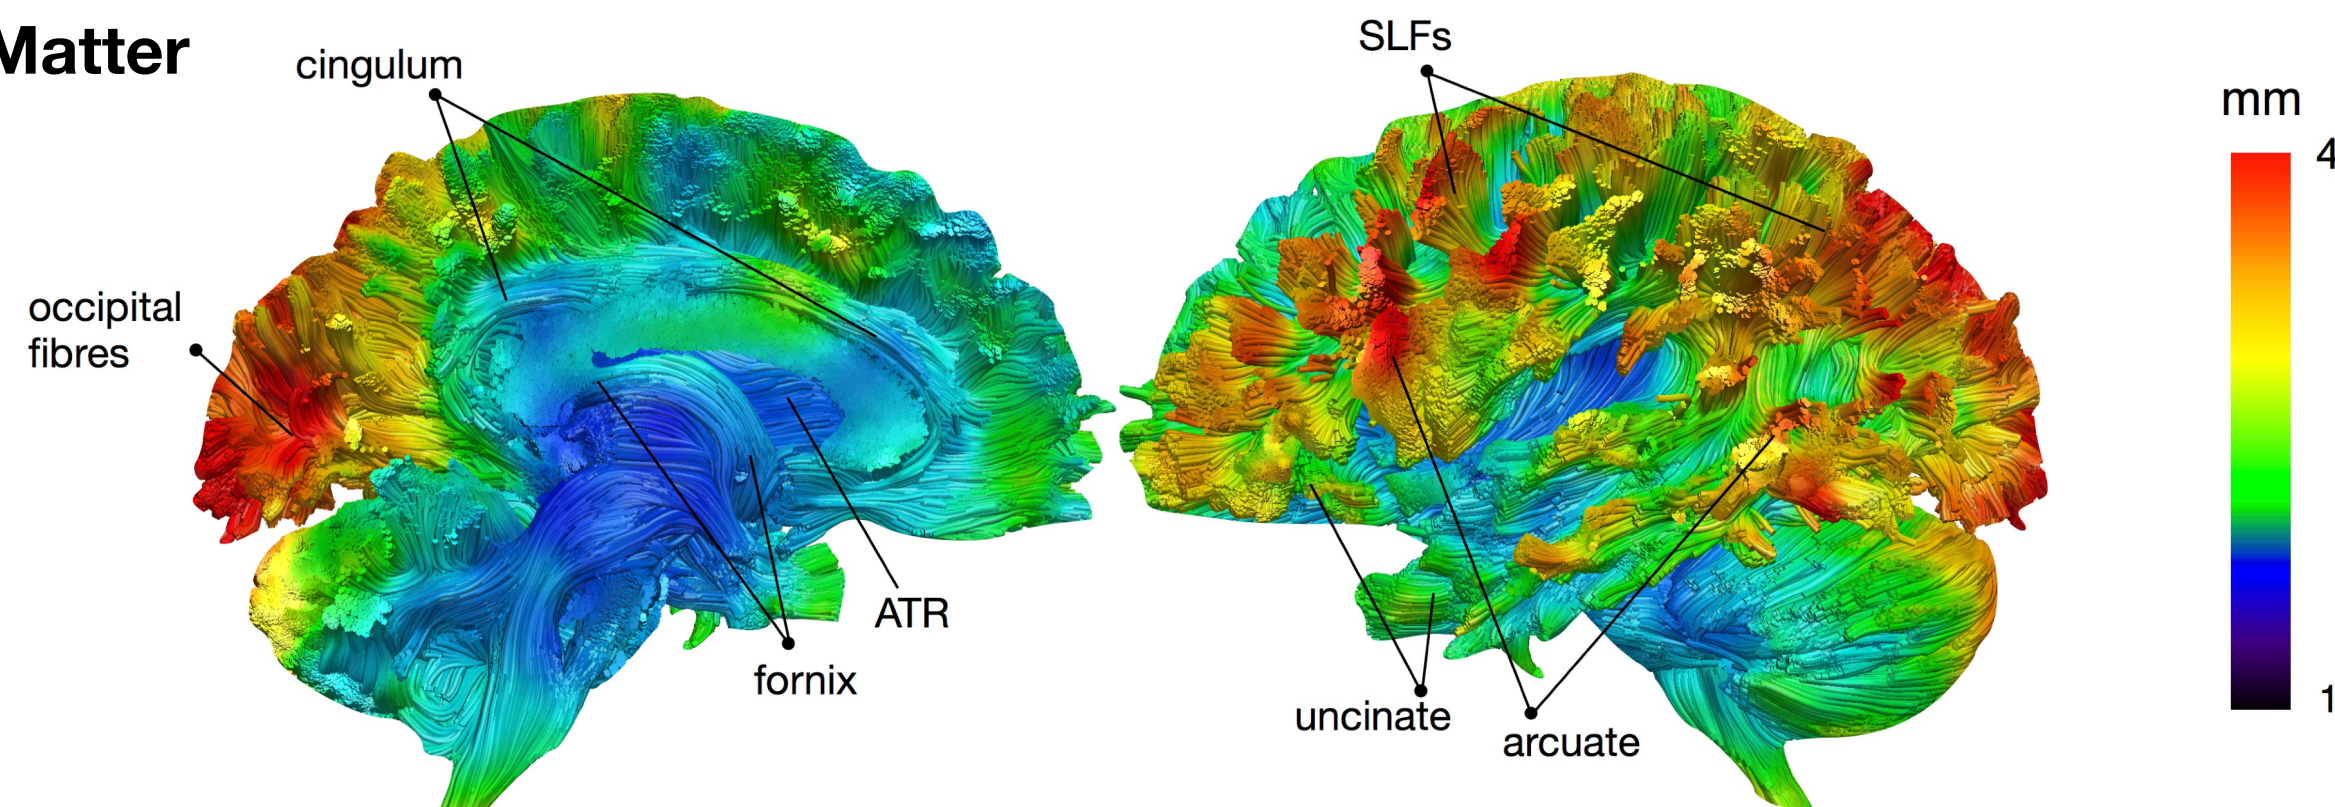 Matter
cingulum
SLFs
mm
4
occipital
fibres
ATR
fornix
uncinate
arcuate
1